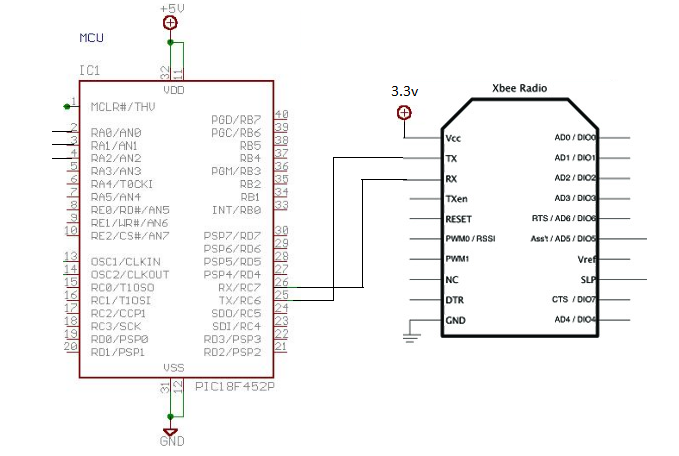 +5V
MCU
IC1
32
11
VDD
1
MCLR#/THV
2
RA0/AN0
3
RA1/AN1
4
RA2/AN2
5
RA3/AN3
6
RA4/T0CKI
7
RA5/AN4
8
RE0/RD#/AN5
9
RE1/WR#/AN6
10
RE2/CS#/AN7
13
OSC1/CLKIN
14
OSC2/CLKOUT
15
RC0/T1OSO
16
RC1/T1OSI
17
RC2/CCP1
18
RC3/SCK
19
RD0/PSP0
20
RD1/PSP1
PGD/RB7
40
PGC/RB6
39
RB5
38
RB4
37
PGM/RB3
36
RB2
35
RB1
34
INT/RB0
33
PSP7/RD7
30
PSP6/RD6
29
PSP5/RD5
28
PSP4/RD4
27
RX/RC7
26
TX/RC6
25
SDO/RC5
24
SDI/RC4
23
RD3/PSP3
22
RD2/PSP2
21
VSS
31
12
PIC18F452P
GND
3.3v
Xbee Radio
Vcc
TX
RX
TXen
RESET
PWM0 / RSSI
PWM1
NC
DTR
GND
AD0 / DIO0
AD1 / DIO1
AD2 / DIO2
AD3 / DIO3
RTS / AD6 / DIO6
Ass't / AD5 / DIO5
Vref
SLP
CTS / DIO7
AD4 / DIO4